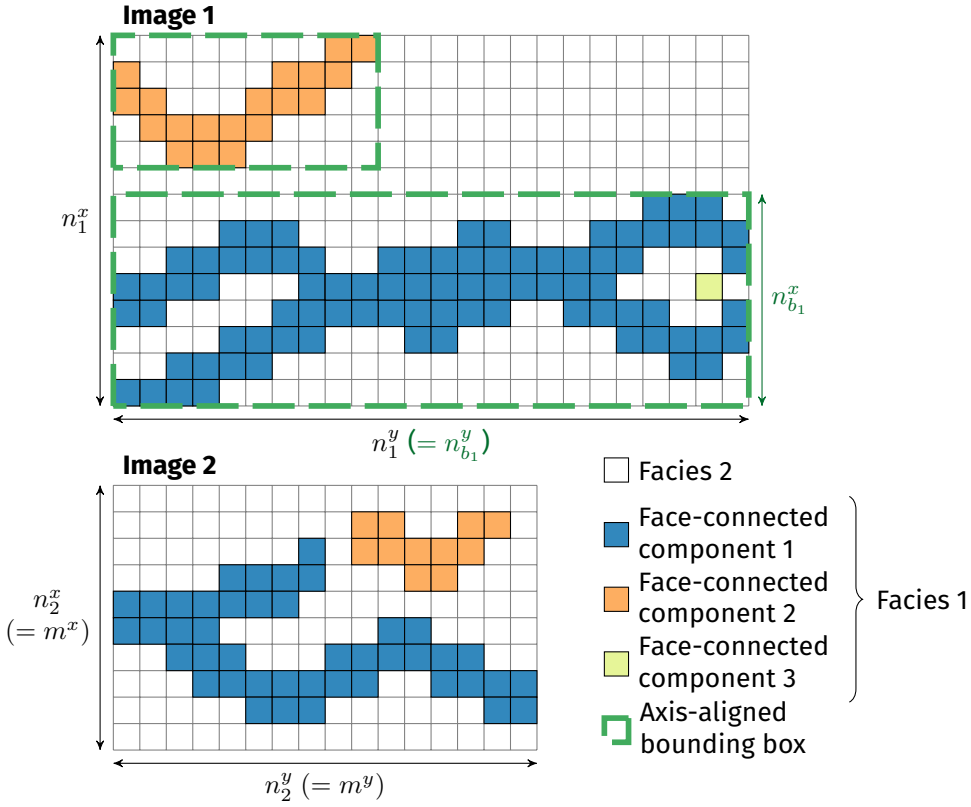 Image 1
n_1^x
n_{b_1}^x
n_1^y (= n_{b_1}^y)
Image 2
n_2^x
(= m^x)
n_2^y (= m^y)
Facies 2
Face-connected
component 1
Face-connected
component 2
Face-connected
component 3
Facies 1
Axis-aligned
bounding box